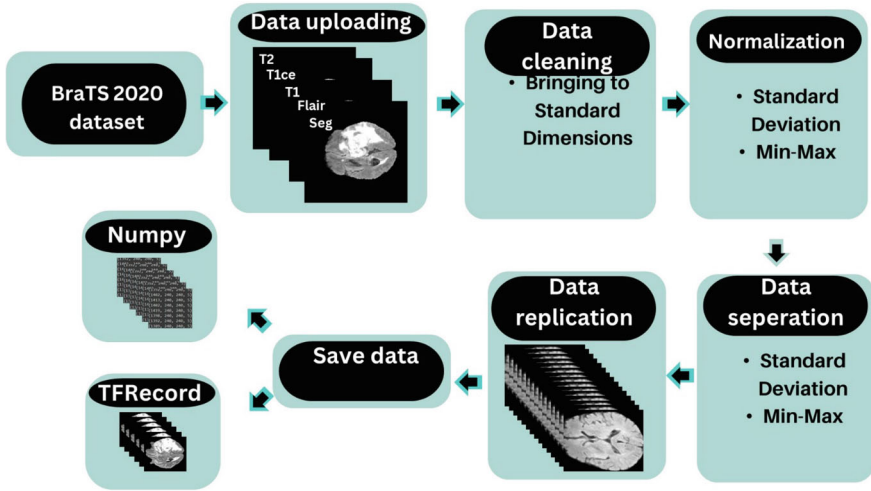 BraTS 2020
dataset
Data uploading
T2
T1ce
T1
Flair
Seg
Data
cleaning
• Bringing to
Standard
Dimensions
Normalization
• Standard
Deviation
• Min-Max
Data
seperation
• Standard
Deviation
• Min-Max
Data
replication
Save data
Numpy
TFRecord